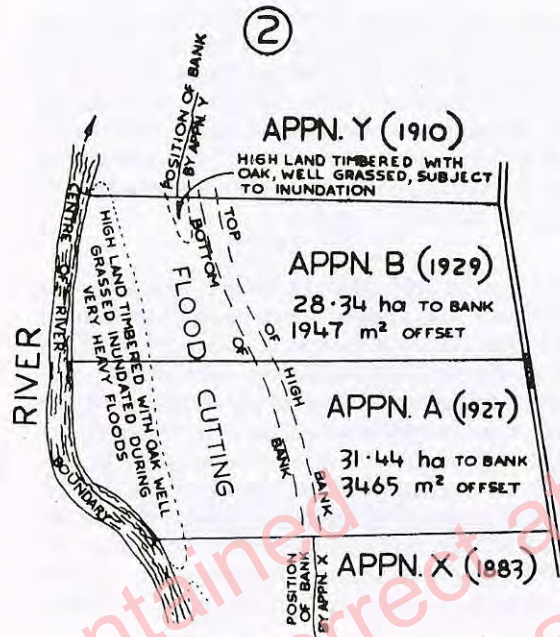 2
POSITION OF BANK
BY APPN. Y
APPN. Y (1910)
HIGH LAND TIMBERED WITH
OAK, WELL GRASSED, SUBJECT
TO INUNDATION
CENTRE OF RIVER
BOUNDARY
RIVER
HIGH LAND TIMBERED WITH OAK WELL
GRASSED INUNDATED DURING
VERY HEAVY FLOODS
FLOOD CUTTING
BOTTOM OF BANK
TOP OF HIGH BANK
APPN. B (1929)
28·34 ha TO BANK
1947 m² OFFSET
APPN. A (1927)
31·44 ha TO BANK
3465 m² OFFSET
POSITION
OF BANK
BY APPN. X
APPN. X (1883)